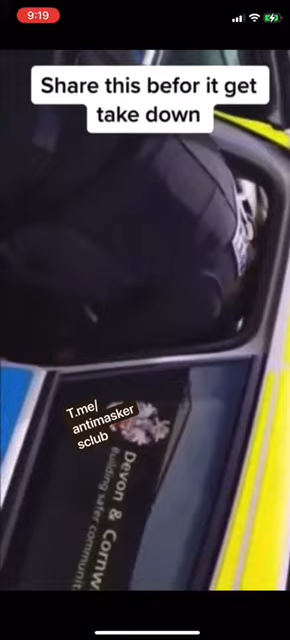 9:19
Share this befor it get
take down
T.me/
antimasker
sclub
Devon & Cornw
Building safer communit